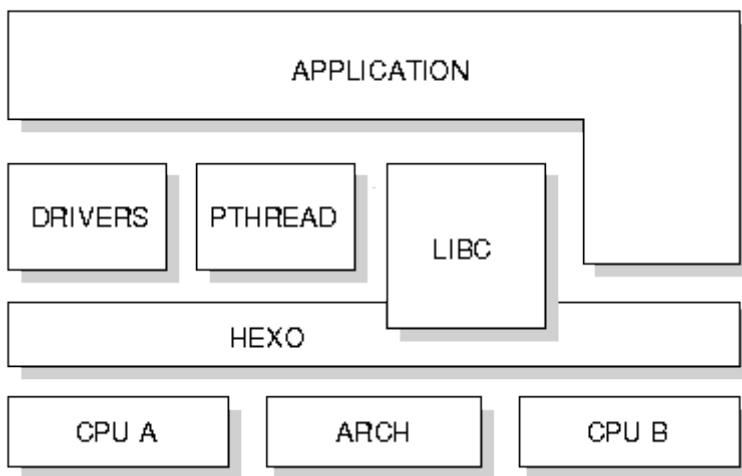 APPLICATION
DRIVERS
PTHREAD
LIBC
HEXO
CPU A
ARCH
CPU B